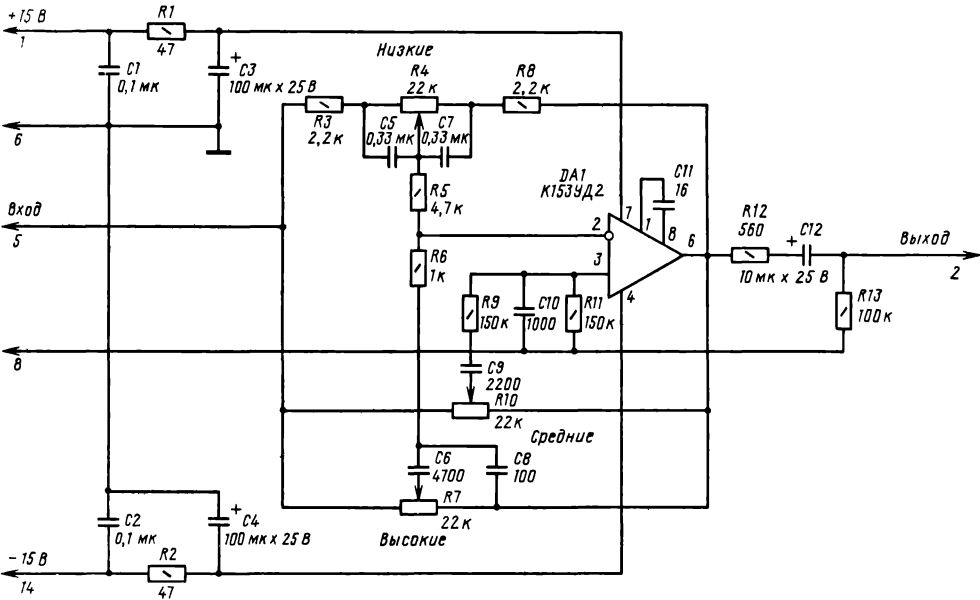 +15 В
1
R1
47
C1
0,1 мк
+
C3
100 мк x 25 В
6
Низкие
R4
22 к
R3
2,2 к
R8
2,2 к
C5
0,33 мк
C7
0,33 мк
R5
4,7 к
DA1
К153УД2
C11
16
7
1
8
2
3
4
6
R12
560
+
C12
10 мк x 25 В
Выход
2
R13
100 к
Вход
5
R6
1 к
R9
150 к
C10
1000
R11
150 к
8
C9
2200
R10
22 к
Средние
C6
4700
C8
100
R7
22 к
Высокие
C2
0,1 мк
+
C4
100 мк x 25 В
-15 В
14
R2
47